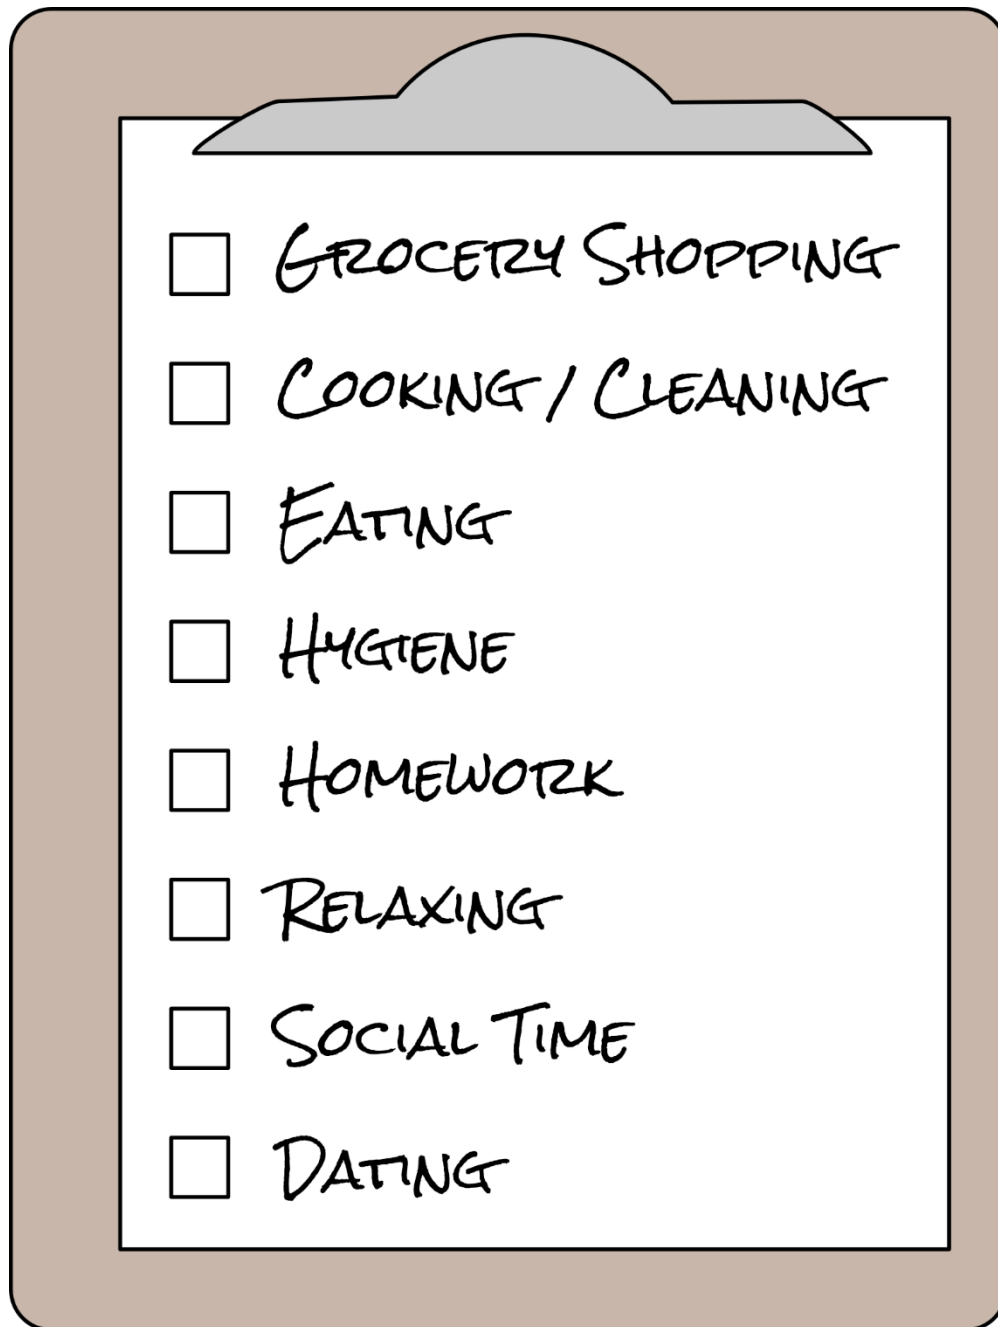 Grocery Shopping
Cooking / Cleaning
Eating
Hygiene
Homework
Relaxing
Social Time
Dating